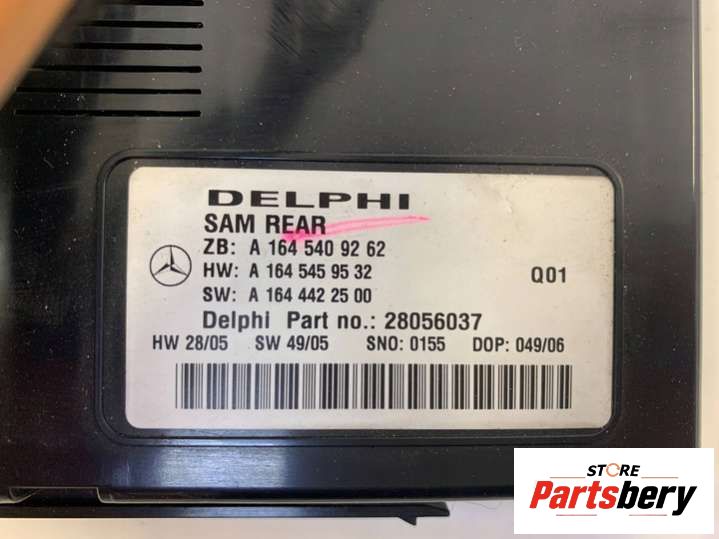 DELPHI
SAM REAR
ZB: A 164 540 92 62
HW: A 164 545 95 32
SW: A 164 442 25 00
Q01
Delphi Part no.: 28056037
HW 28/05 SW 49/05 SNO: 0155 DOP: 049/06
STORE
Partsbery